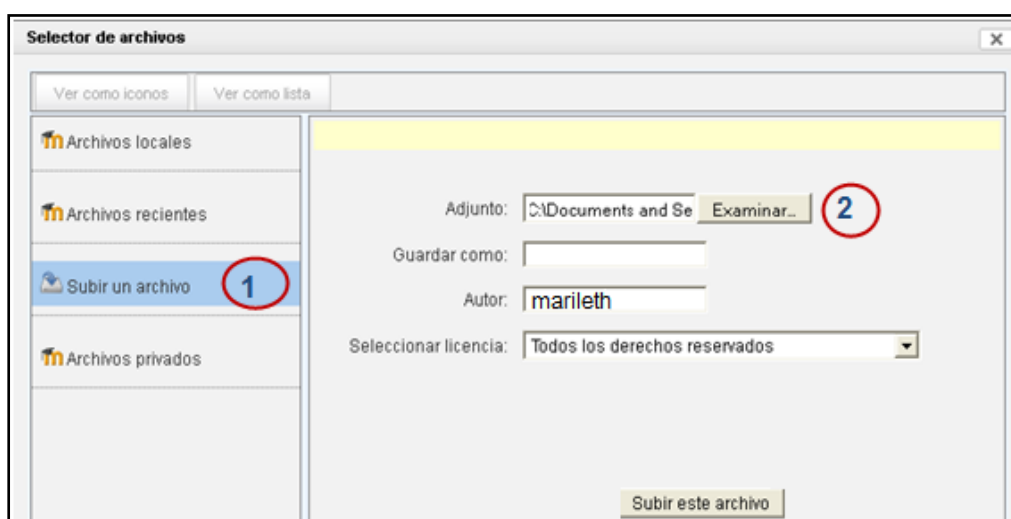 Selector de archivos
Ver como iconos Ver como lista
Archivos locales
Archivos recientes
Subir un archivo 1
Archivos privados
Adjunto: C:\Documents and Se Examinar.. 2
Guardar como:
Autor: marileth
Seleccionar licencia: Todos los derechos reservados
Subir este archivo